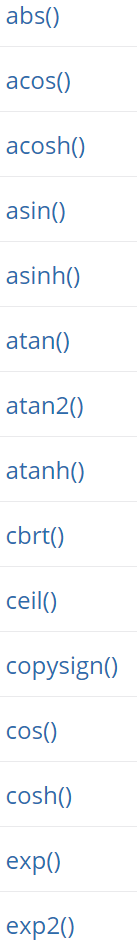 abs()
acos()
acosh()
asin()
asinh()
atan()
atan2()
atanh()
cbrt()
ceil()
copysign()
cos()
cosh()
exp()
exp2()